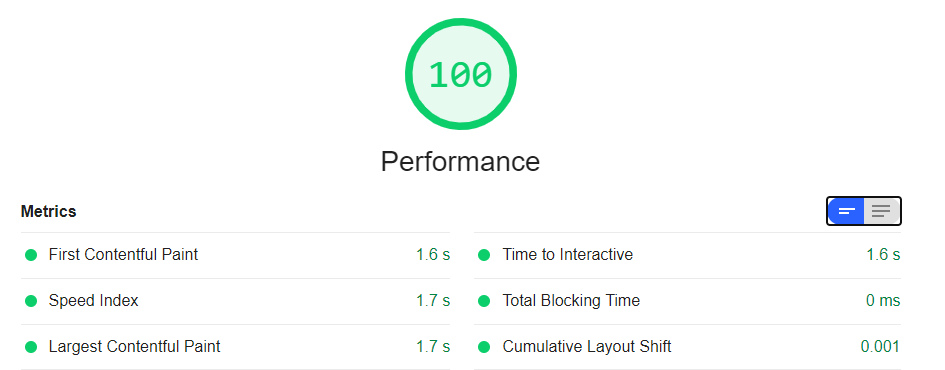 100
Performance
Metrics
First Contentful Paint 1.6 s
Time to Interactive 1.6 s
Speed Index 1.7 s
Total Blocking Time 0 ms
Largest Contentful Paint 1.7 s
Cumulative Layout Shift 0.001